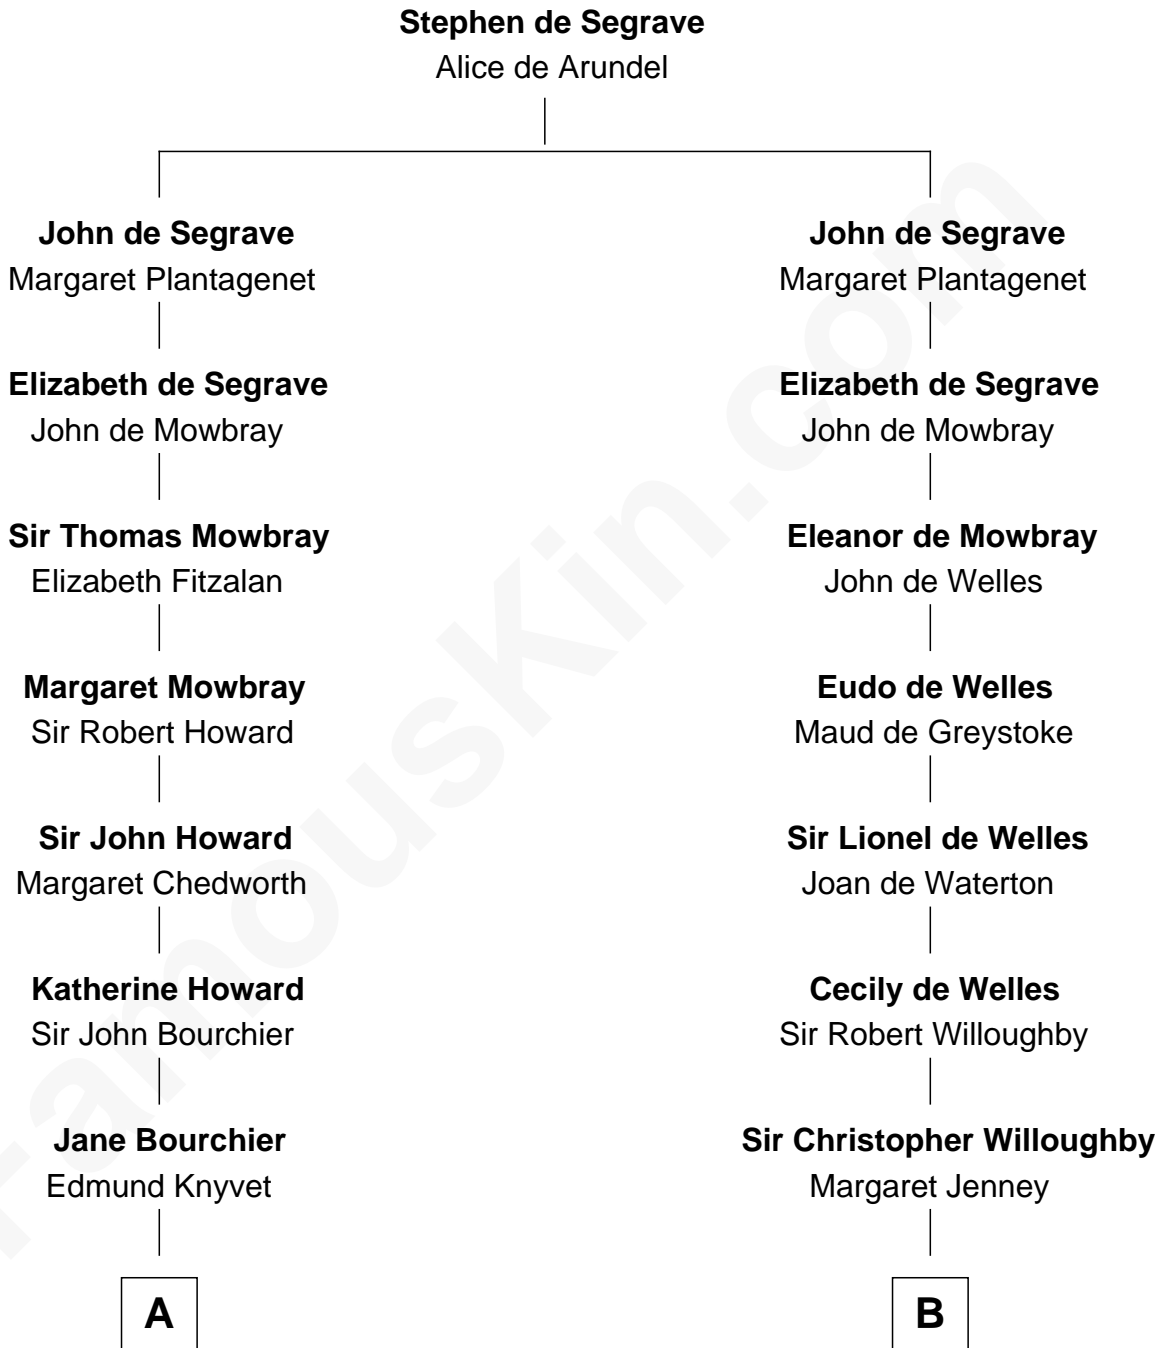 Stephen de Segrave
Alice de Arundel
John de Segrave
Margaret Plantagenet
Elizabeth de Segrave
John de Mowbray
Sir Thomas Mowbray
Elizabeth Fitzalan
Margaret Mowbray
Sir Robert Howard
Sir John Howard
Margaret Chedworth
Katherine Howard
Sir John Bourchier
Jane Bourchier
Edmund Knyvet
A
John de Segrave
Margaret Plantagenet
Elizabeth de Segrave
John de Mowbray
Eleanor de Mowbray
John de Welles
Eudo de Welles
Maud de Greystoke
Sir Lionel de Welles
Joan de Waterton
Cecily de Welles
Sir Robert Willoughby
Sir Christopher Willoughby
Margaret Jenney
B
FamousKin.com